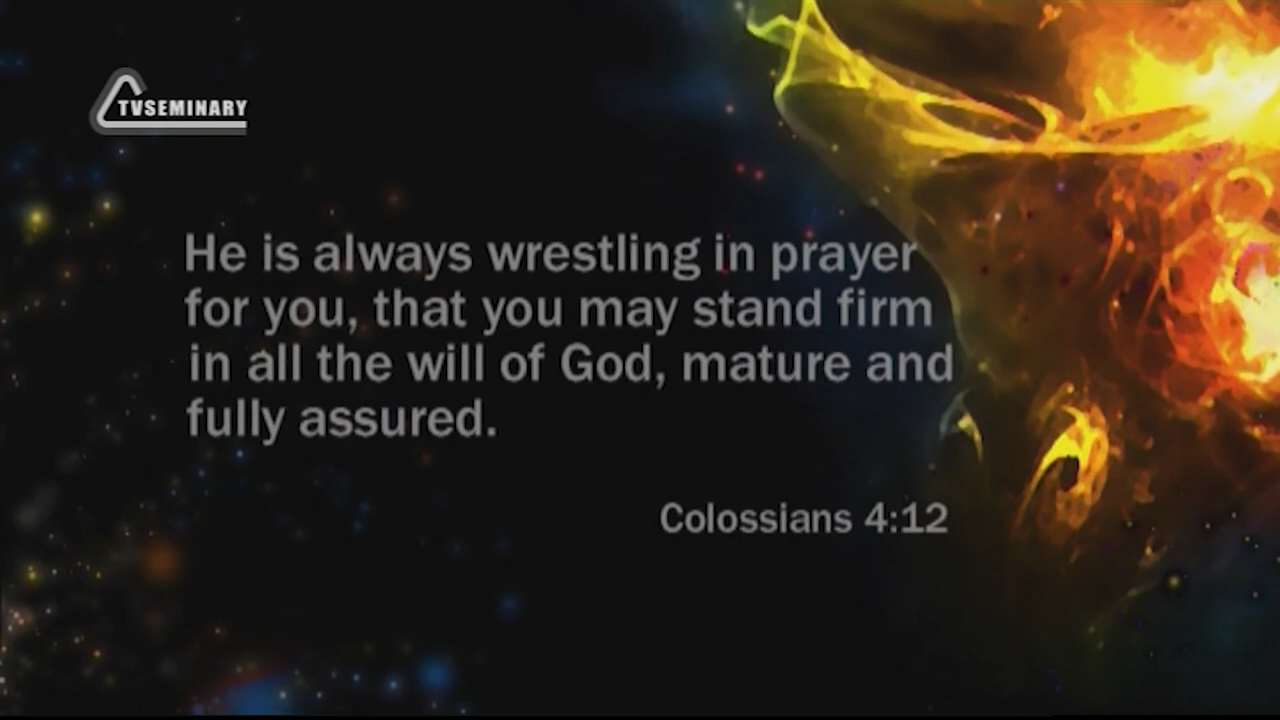 TVSEMINARY
He is always wrestling in prayer
for you, that you may stand firm
in all the will of God, mature and
fully assured.
Colossians 4:12